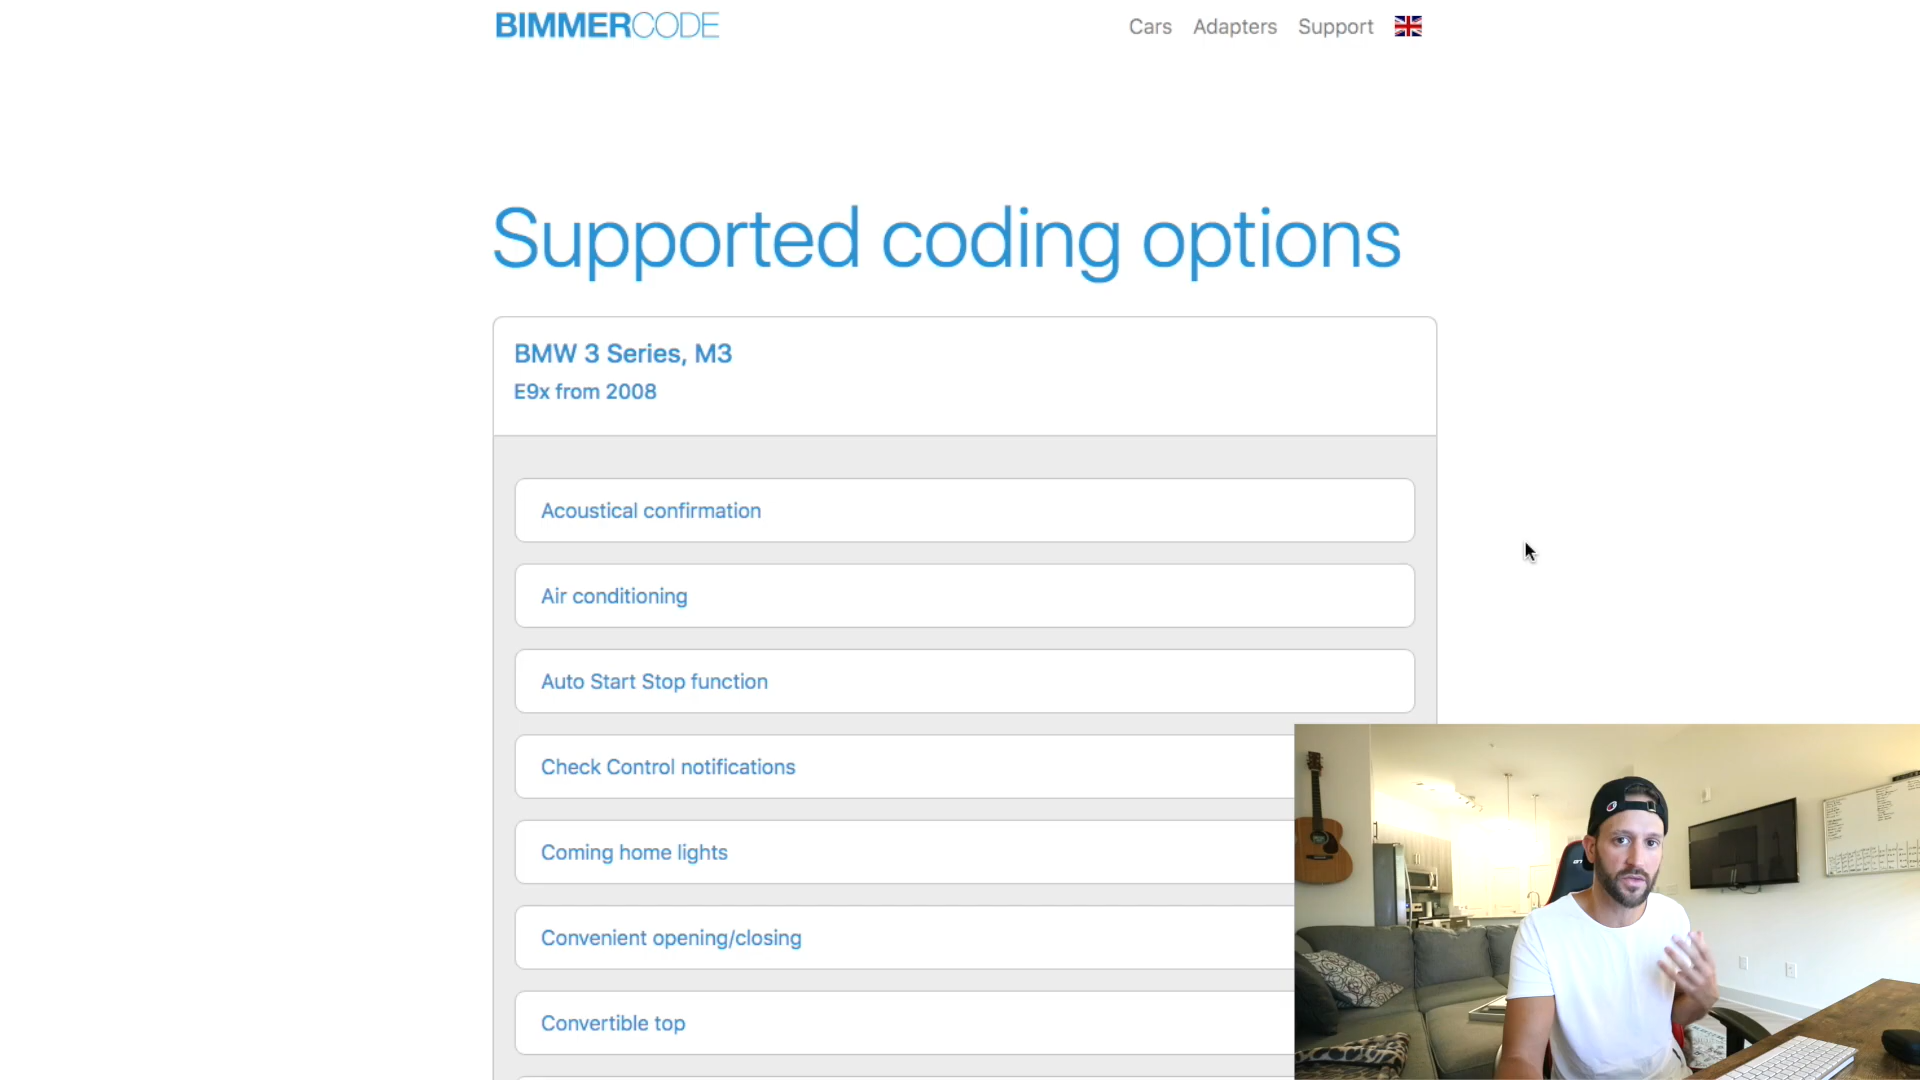 BIMMERCODE
Cars
Adapters
Support
Supported coding options
BMW 3 Series, M3
E9x from 2008
Acoustical confirmation
Air conditioning
Auto Start Stop function
Check Control notifications
Coming home lights
Convenient opening/closing
Convertible top